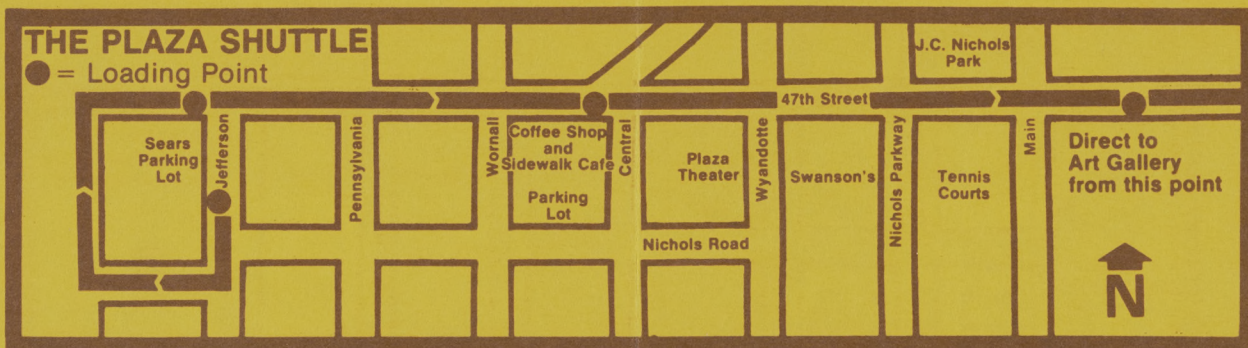 THE PLAZA SHUTTLE
= Loading Point
J.C. Nichols
Park
47th Street
Sears
Parking
Lot
Jefferson
Pennsylvania
Wornall
Coffee Shop
and
Sidewalk Cafe
Parking
Lot
Central
Plaza
Theater
Wyandotte
Swanson's
Nichols Parkway
Tennis
Courts
Main
Direct to
Art Gallery
from this point
Nichols Road
N